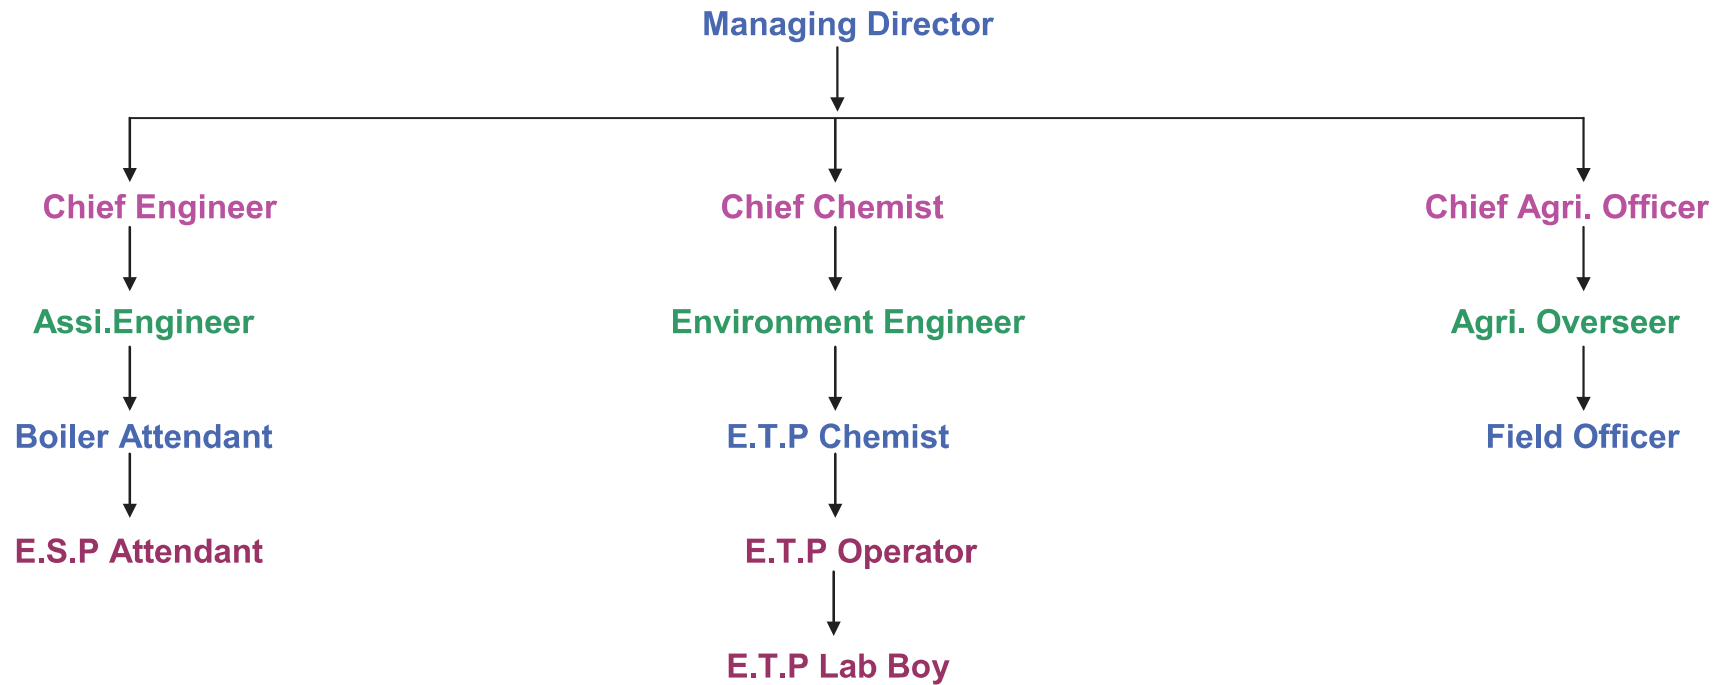 Managing Director
Chief Engineer Chief Chemist Chief Agri. Officer
Assi.Engineer Environment Engineer Agri. Overseer
Boiler Attendant E.T.P Chemist Field Officer
E.S.P Attendant E.T.P Operator
E.T.P Lab Boy